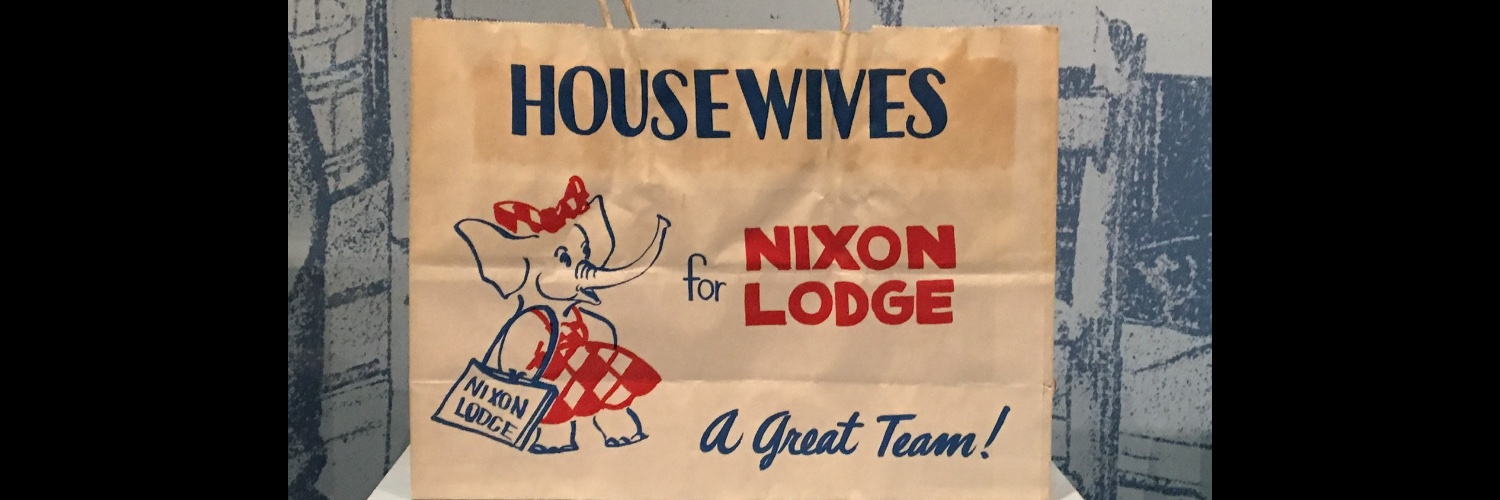 HOUSEWIVES
for
NIXON
LODGE
NIXON
LODGE
A Great Team!